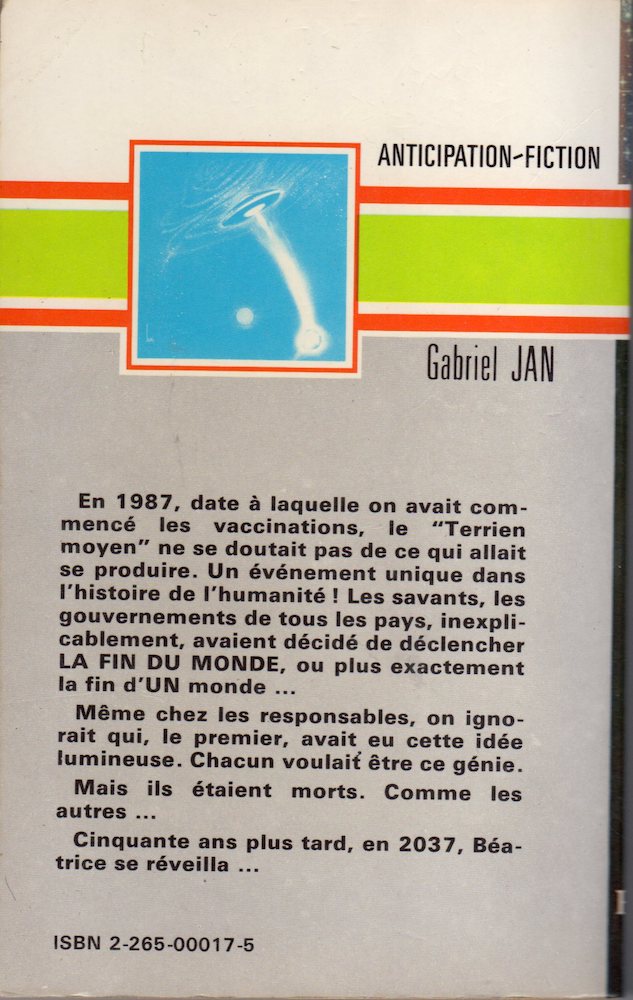 ANTICIPATION-FICTION
Gabriel JAN
En 1987, date à laquelle on avait com-
mencé les vaccinations, le "Terrien
moyen" ne se doutait pas de ce qui allait
se produire. Un événement unique dans
l'histoire de l'humanité ! Les savants, les
gouvernements de tous les pays, inexpli-
cablement, avaient décidé de déclencher
LA FIN DU MONDE, ou plus exactement
la fin d'UN monde ...
Même chez les responsables, on igno-
rait qui, le premier, avait eu cette idée
lumineuse. Chacun voulait être ce génie.
Mais ils étaient morts. Comme les
autres ...
Cinquante ans plus tard, en 2037, Béa-
trice se réveilla ...
ISBN 2-265-00017-5